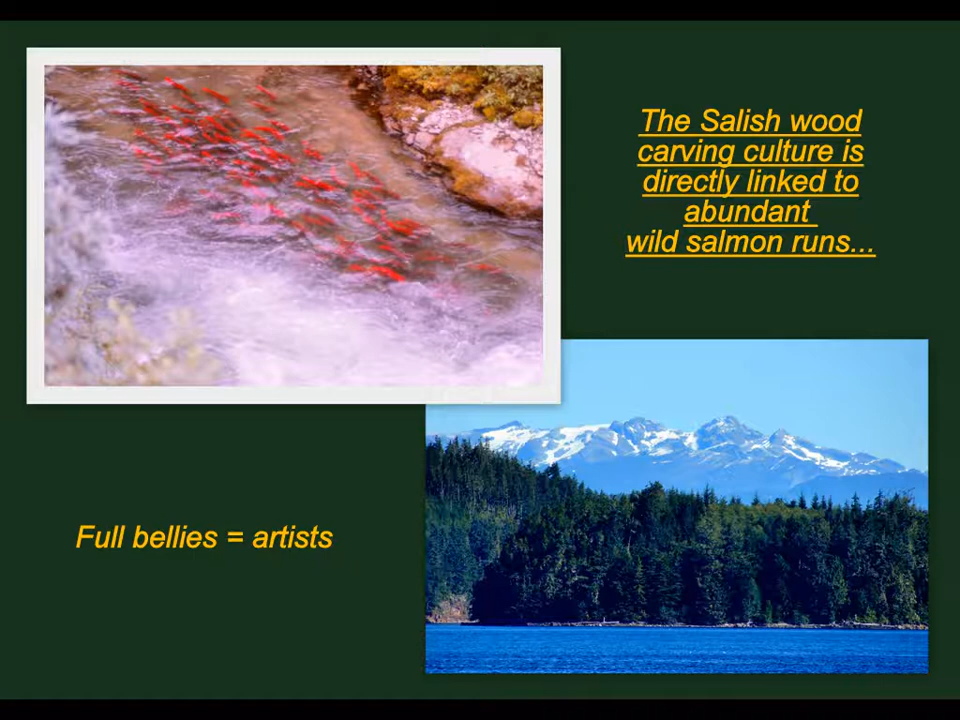 The Salish wood
carving culture is
directly linked to
abundant
wild salmon runs...
Full bellies = artists